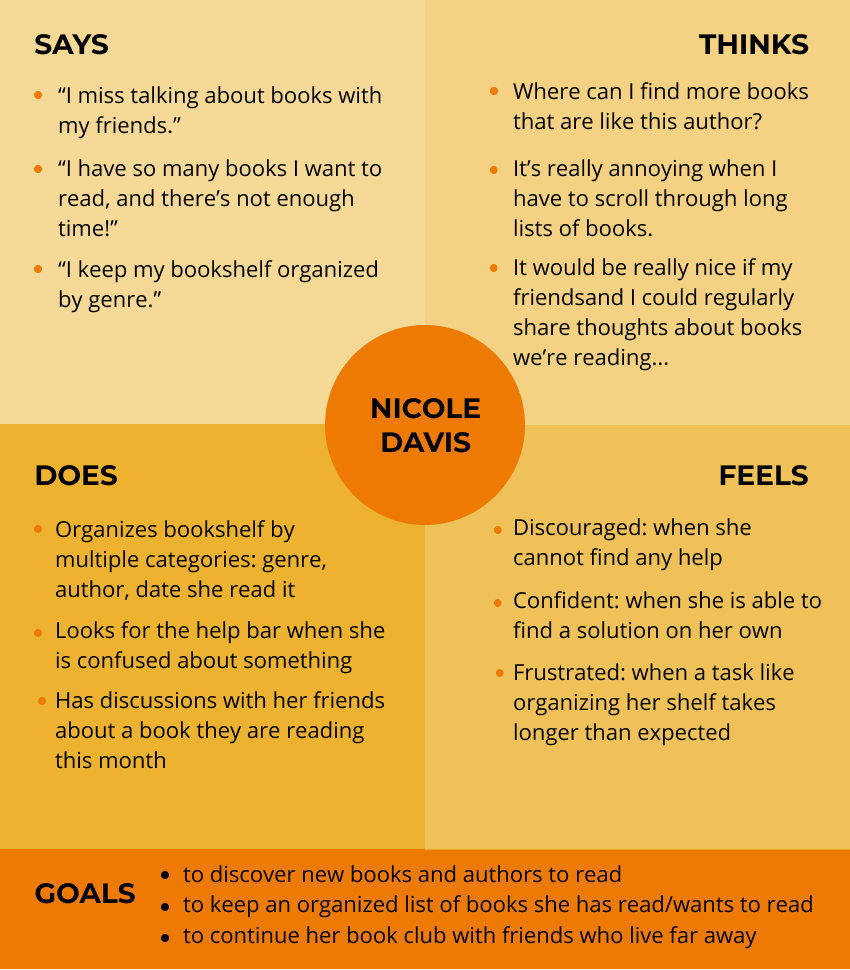 SAYS
“I miss talking about books with
my friends.”
“I have so many books I want to
read, and there’s not enough
time!”
“I keep my bookshelf organized
by genre.”
THINKS
Where can I find more books
that are like this author?
It’s really annoying when I
have to scroll through long
lists of books.
It would be really nice if my
friendsand I could regularly
share thoughts about books
we’re reading...
NICOLE
DAVIS
DOES
Organizes bookshelf by
multiple categories: genre,
author, date she read it
Looks for the help bar when she
is confused about something
Has discussions with her friends
about a book they are reading
this month
FEELS
Discouraged: when she
cannot find any help
Confident: when she is able to
find a solution on her own
Frustrated: when a task like
organizing her shelf takes
longer than expected
GOALS
to discover new books and authors to read
to keep an organized list of books she has read/wants to read
to continue her book club with friends who live far away